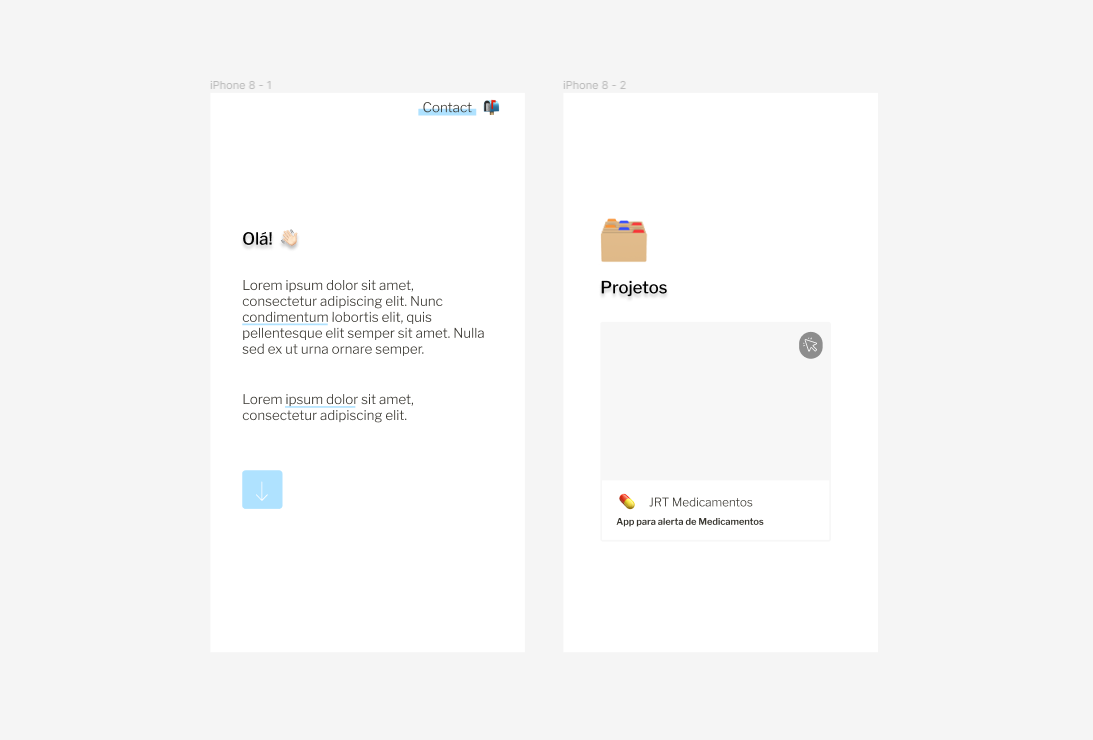 iPhone 8 - 1
Contact
Olá!
Lorem ipsum dolor sit amet,
consectetur adipiscing elit. Nunc
condimentum lobortis elit, quis
pellentesque elit semper sit amet. Nulla
sed ex ut urna ornare semper.
Lorem ipsum dolor sit amet,
consectetur adipiscing elit.
iPhone 8 - 2
Projetos
JRT Medicamentos
App para alerta de Medicamentos